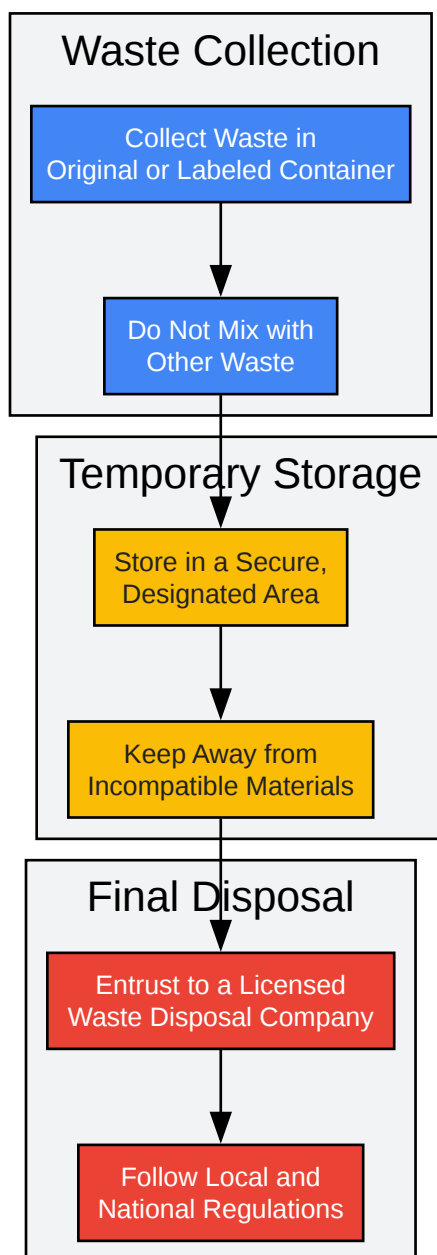 Waste Collection
Collect Waste in
Original or Labeled Container
Do Not Mix with
Other Waste
Temporary Storage
Store in a Secure,
Designated Area
Keep Away from
Incompatible Materials
Final Disposal
Entrust to a Licensed
Waste Disposal Company
Follow Local and
National Regulations